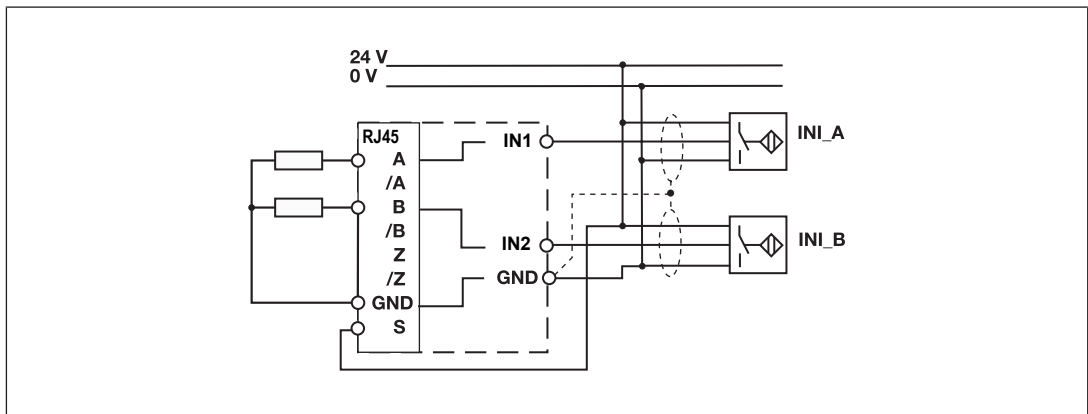 24 V
0 V
RJ45
A
/A
B
/B
Z
/Z
GND
S
IN1
IN2
GND
INI_A
INI_B